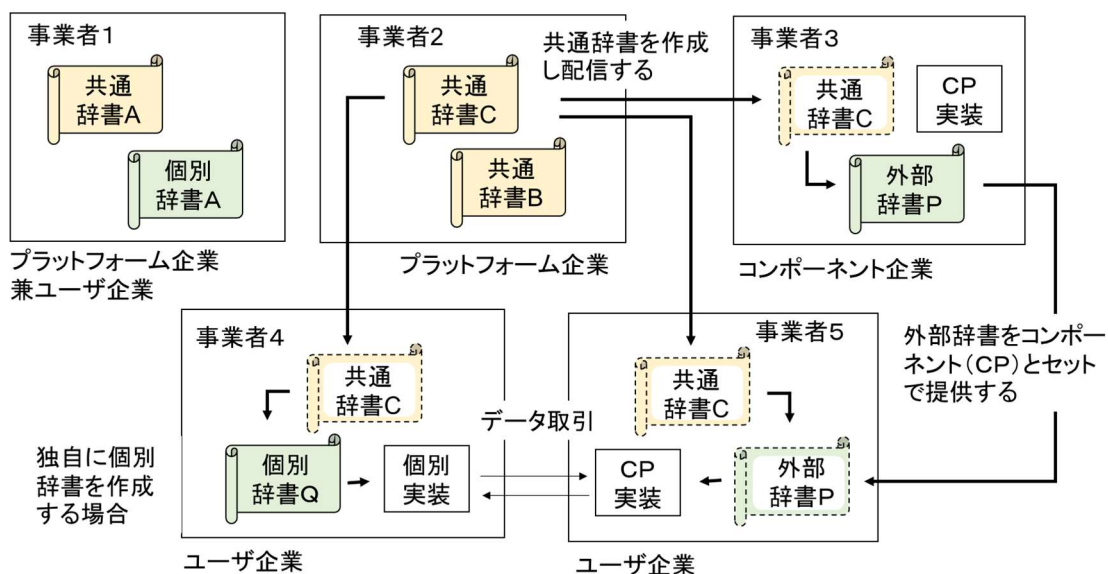 事業者1
共通
辞書A
個別
辞書A
プラットフォーム企業
兼ユーザ企業
事業者2
共通
辞書C
共通
辞書B
プラットフォーム企業
共通辞書を作成
し配信する
事業者3
共通
辞書C
CP
実装
外部
辞書P
コンポーネント企業
外部辞書をコンポー
ネント(CP)とセット
で提供する
事業者4
共通
辞書C
個別
辞書Q
個別
実装
独自に個別
辞書を作成
する場合
ユーザ企業
データ取引
事業者5
共通
辞書C
CP
実装
外部
辞書P
ユーザ企業